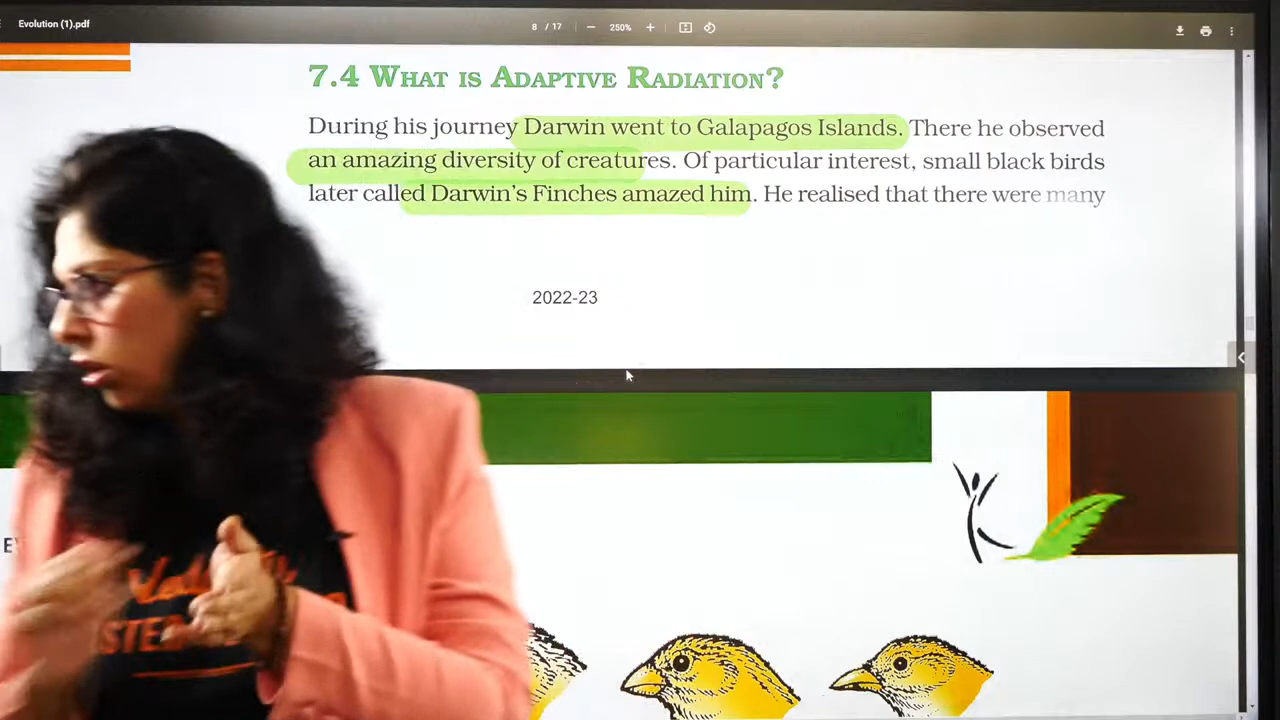 Evolution (1).pdf
8 / 17
250%
7.4 WHAT IS ADAPTIVE RADIATION?
During his journey Darwin went to Galapagos Islands. There he observed
an amazing diversity of creatures. Of particular interest, small black birds
later called Darwin's Finches amazed him. He realised that there were many
2022-23